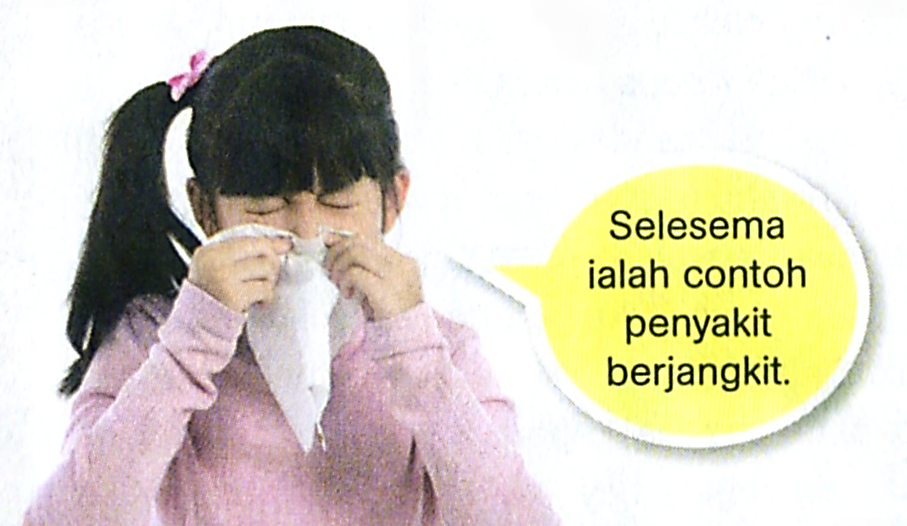 Selesema
ialah contoh
penyakit
berjangkit.